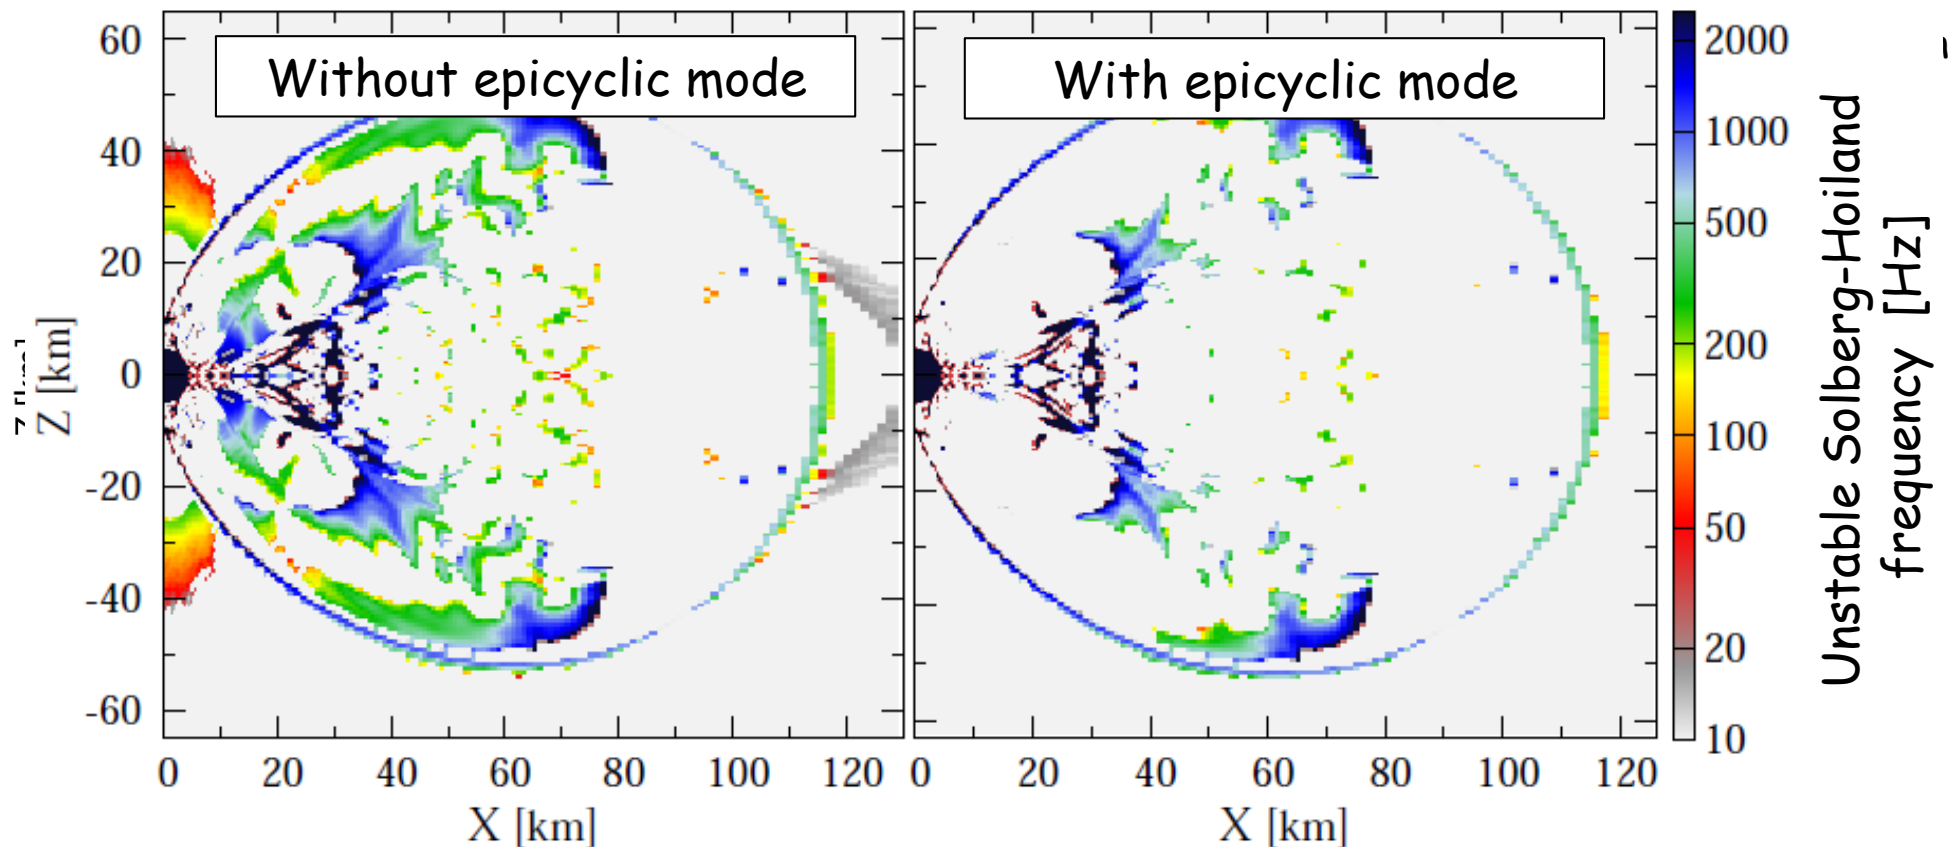 Without epicyclic mode
With epicyclic mode
60
40
20
0
-20
-40
-60
Z [km]
0 20 40 60 80 100 120
X [km]
0 20 40 60 80 100 120
X [km]
2000
1000
500
200
100
50
20
10
Unstable Solberg-Hoiland
frequency [Hz]